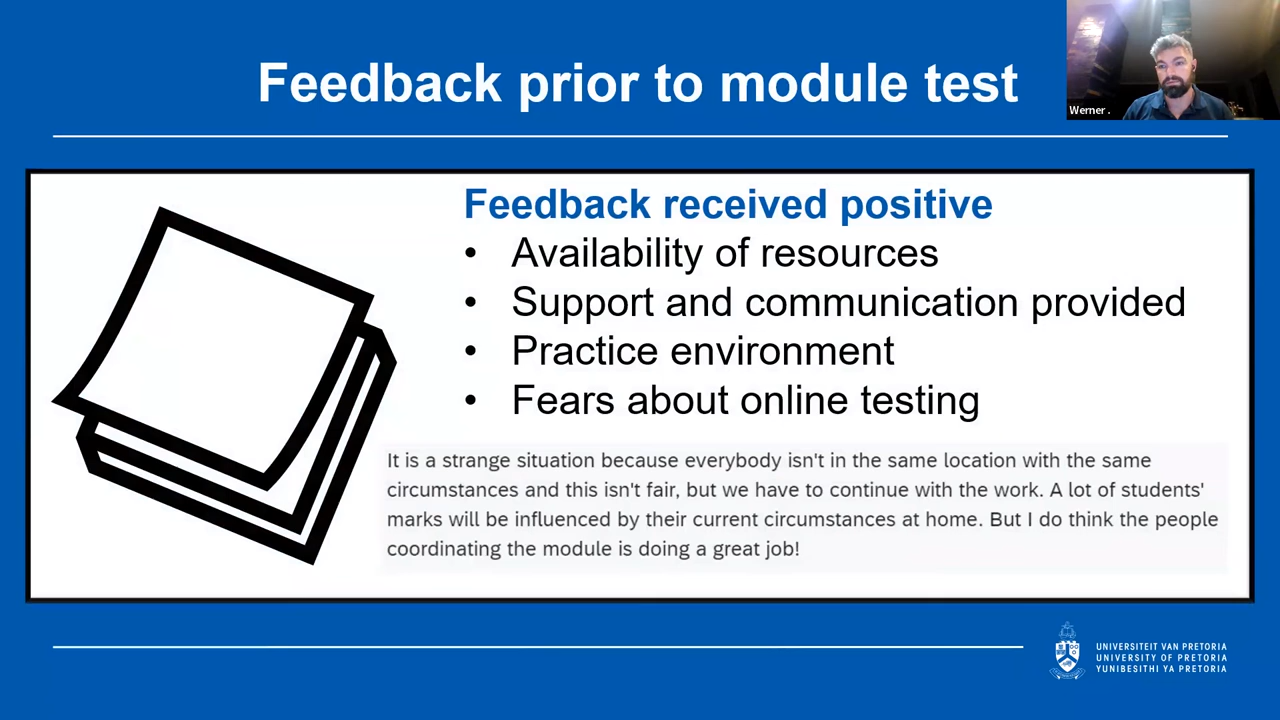 Feedback prior to module test
Werner .
Feedback received positive
• Availability of resources
• Support and communication provided
• Practice environment
• Fears about online testing
It is a strange situation because everybody isn't in the same location with the same
circumstances and this isn't fair, but we have to continue with the work. A lot of students'
marks will be influenced by their current circumstances at home. But I do think the people
coordinating the module is doing a great job!
UNIVERSITEIT VAN PRETORIA
UNIVERSITY OF PRETORIA
YUNIBESITHI YA PRETORIA